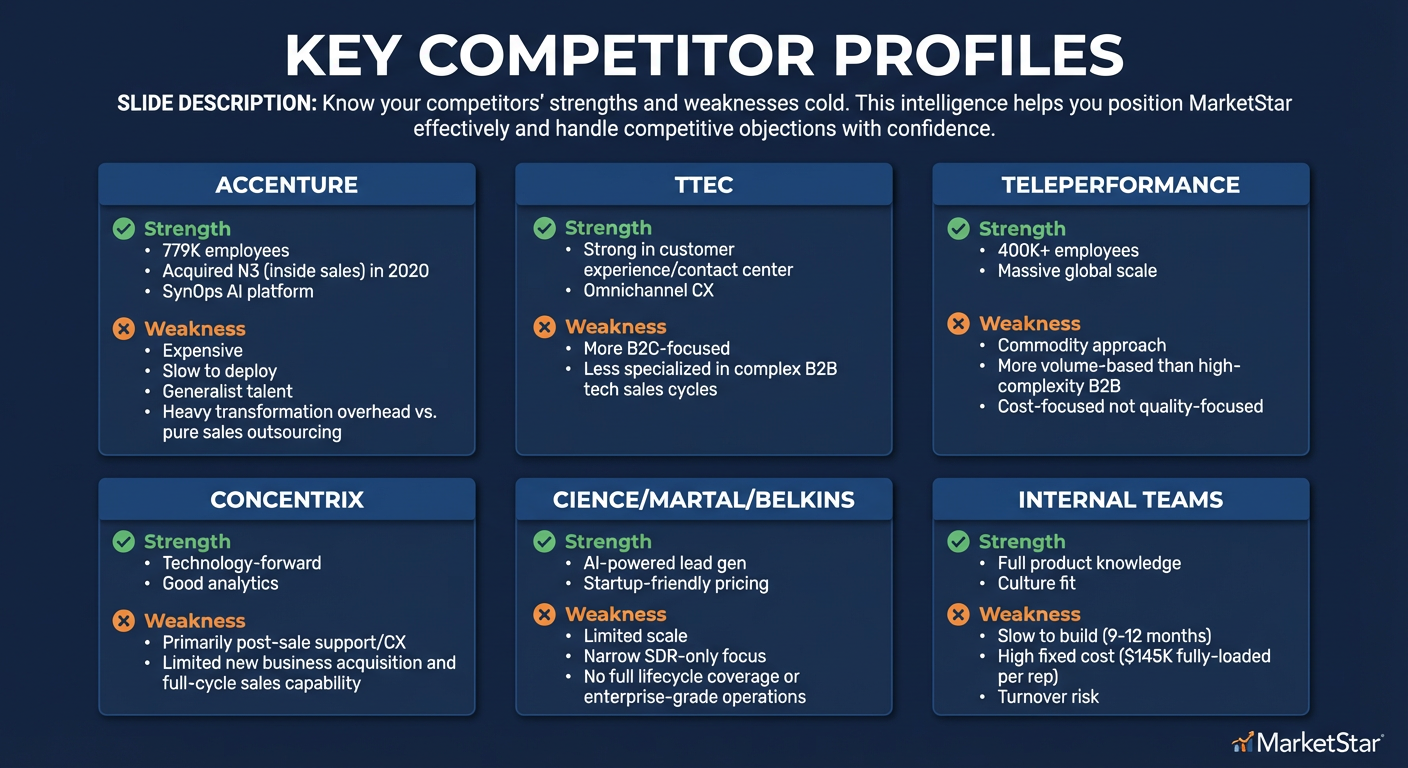 KEY COMPETITOR PROFILES
SLIDE DESCRIPTION: Know your competitors' strengths and weaknesses cold. This intelligence helps you position MarketStar
effectively and handle competitive objections with confidence.
ACCENTURE
Strength
• 779K employees
• Acquired N3 (inside sales) in 2020
• SynOps AI platform
Weakness
• Expensive
• Slow to deploy
• Generalist talent
• Heavy transformation overhead vs.
pure sales outsourcing
TTEC
Strength
• Strong in customer
experience/contact center
• Omnichannel CX
Weakness
• More B2C-focused
• Less specialized in complex B2B
tech sales cycles
TELEPERFORMANCE
Strength
• 400K+ employees
• Massive global scale
Weakness
• Commodity approach
• More volume-based than high-
complexity B2B
• Cost-focused not quality-focused
CONCENTRIX
Strength
• Technology-forward
• Good analytics
Weakness
• Primarily post-sale support/CX
• Limited new business acquisition and
full-cycle sales capability
CIENCE/MARTAL/BELKINS
Strength
• AI-powered lead gen
• Startup-friendly pricing
Weakness
• Limited scale
• Narrow SDR-only focus
• No full lifecycle coverage or
enterprise-grade operations
INTERNAL TEAMS
Strength
• Full product knowledge
• Culture fit
Weakness
• Slow to build (9-12 months)
• High fixed cost ($145K fully-loaded
per rep)
• Turnover risk
MarketStar